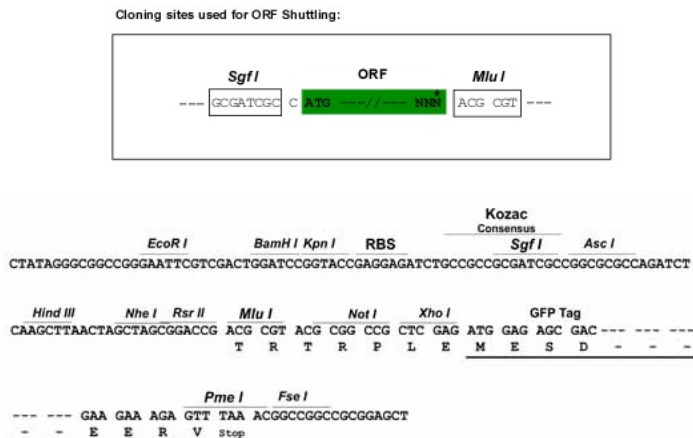 Cloning sites used for ORF Shuttling:
Sgf I ORF Mlu I
--- GCGATCGC C ATG ---//--- NNN* ACG CGT ---
Kozac
Consensus
EcoR I BamH I Kpn I RBS Sgf I Asc I
CTATAGGGCGGCCGGGAATTCGTCGACTGGATCCGGTACCGAGGAGATCTGCCGCCGCGATCGCCGGCGCGCCAGATCT
Hind III Nhe I Rsr II Mlu I Not I Xho I GFP Tag
CAAGCTTAACTAGCTAGCGGACCG ACG CGT ACG CGG CCG CTC GAG ATG GAG AGC GAC --- --- ---
T R T R P L E M E S D - - -
Pme I Fse I
--- --- GAA GAA AGA GTT TAA ACGGCCGGCCGCGGAGCT
- - E E R V Stop